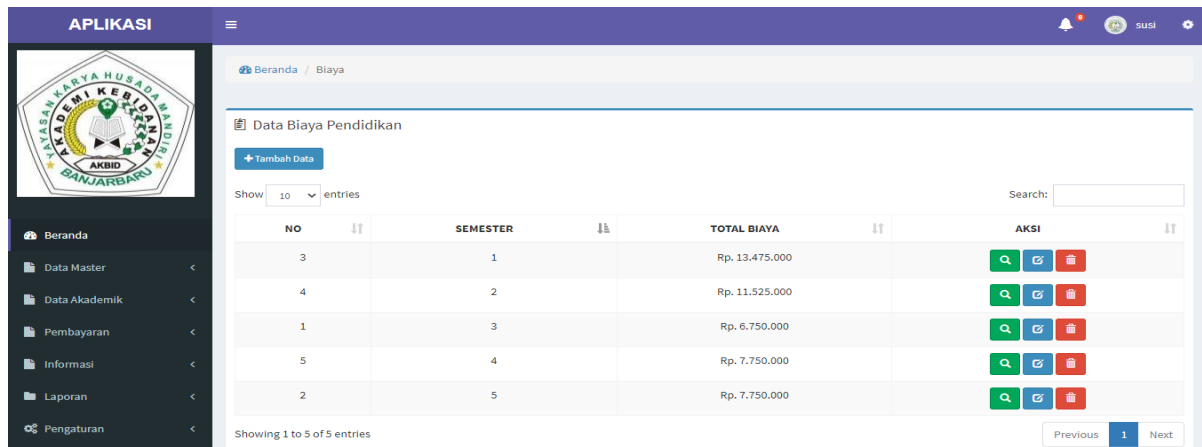 APLIKASI
susi
YAYASAN KARYA HUSADA MANDIRI
AKADEMI KEBIDANAN
AKBID
BANJARBARU
Beranda / Biaya
Data Biaya Pendidikan
Tambah Data
Show 10 entries Search:
NO SEMESTER TOTAL BIAYA AKSI
3 1 Rp. 13.475.000
4 2 Rp. 11.525.000
1 3 Rp. 6.750.000
5 4 Rp. 7.750.000
2 5 Rp. 7.750.000
Showing 1 to 5 of 5 entries
Previous 1 Next
Beranda
Data Master
Data Akademik
Pembayaran
Informasi
Laporan
Pengaturan